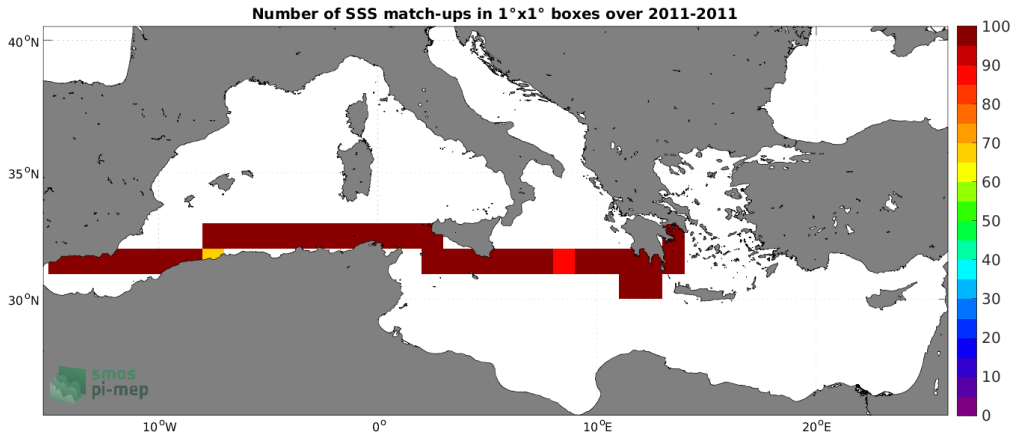 Number of SSS match-ups in 1°x1° boxes over 2011-2011
40°N
35°N
30°N
10°W
0°
10°E
20°E
100
90
80
70
60
50
40
30
20
10
0
smos
pi-mep